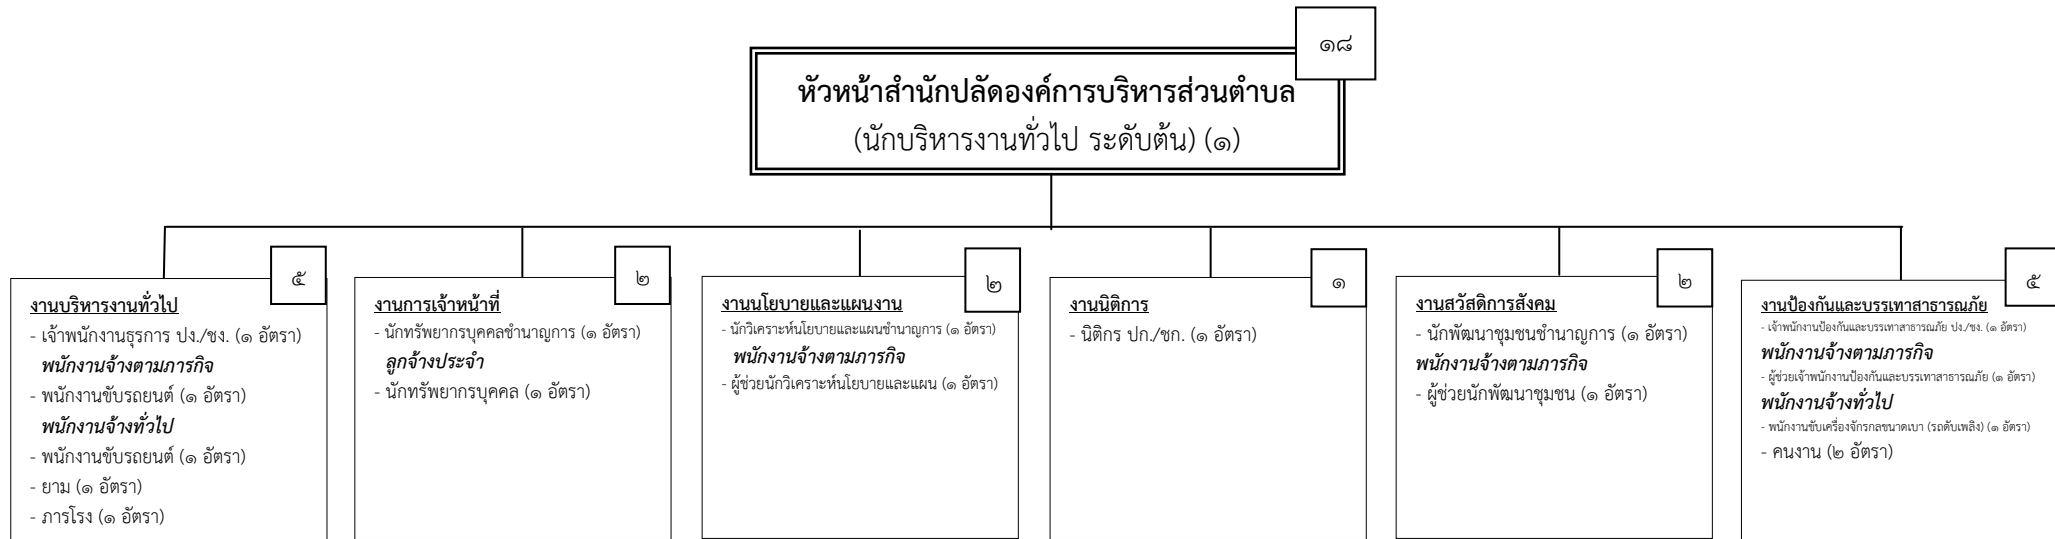 ๑๘
หัวหน้าสำนักปลัดองค์การบริหารส่วนตำบล
(นักบริหารงานทั่วไป ระดับต้น) (๑)
๕
งานบริหารงานทั่วไป
- เจ้าพนักงานธุรการ ปง./ชง. (๑ อัตรา)
พนักงานจ้างตามภารกิจ
- พนักงานขับรถยนต์ (๑ อัตรา)
พนักงานจ้างทั่วไป
- พนักงานขับรถยนต์ (๑ อัตรา)
- ยาม (๑ อัตรา)
- ภารโรง (๑ อัตรา)
๒
งานการเจ้าหน้าที่
- นักทรัพยากรบุคคลชำนาญการ (๑ อัตรา)
ลูกจ้างประจำ
- นักทรัพยากรบุคคล (๑ อัตรา)
๒
งานนโยบายและแผนงาน
- นักวิเคราะห์นโยบายและแผนชำนาญการ (๑ อัตรา)
พนักงานจ้างตามภารกิจ
- ผู้ช่วยนักวิเคราะห์นโยบายและแผน (๑ อัตรา)
๑
งานนิติการ
- นิติกร ปก./ชก. (๑ อัตรา)
๒
งานสวัสดิการสังคม
- นักพัฒนาชุมชนชำนาญการ (๑ อัตรา)
พนักงานจ้างตามภารกิจ
- ผู้ช่วยนักพัฒนาชุมชน (๑ อัตรา)
๕
งานป้องกันและบรรเทาสาธารณภัย
- เจ้าพนักงานป้องกันและบรรเทาสาธารณภัย ปง./ชง. (๑ อัตรา)
พนักงานจ้างตามภารกิจ
- ผู้ช่วยเจ้าพนักงานป้องกันและบรรเทาสาธารณภัย (๑ อัตรา)
พนักงานจ้างทั่วไป
- พนักงานขับเครื่องจักรกลขนาดเบา (รถดับเพลิง) (๑ อัตรา)
- คนงาน (๒ อัตรา)